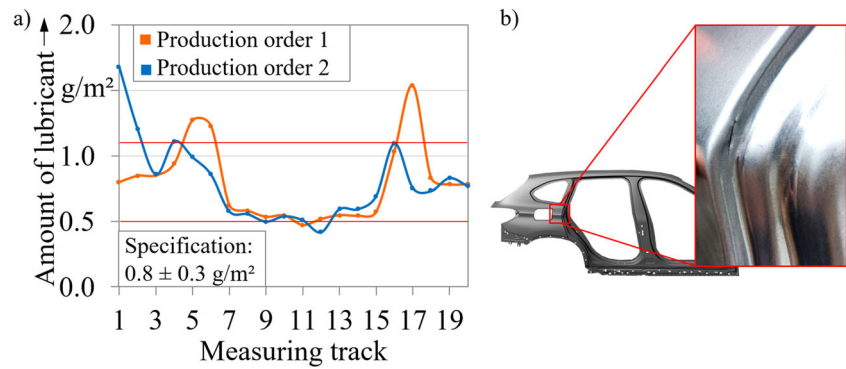 a)
b)
2.0
Production order 1
Production order 2
g/m²
1.0
0.5
0.0
Amount of lubricant
Specification:
0.8 ± 0.3 g/m²
1 3 5 7 9 11 13 15 17 19
Measuring track